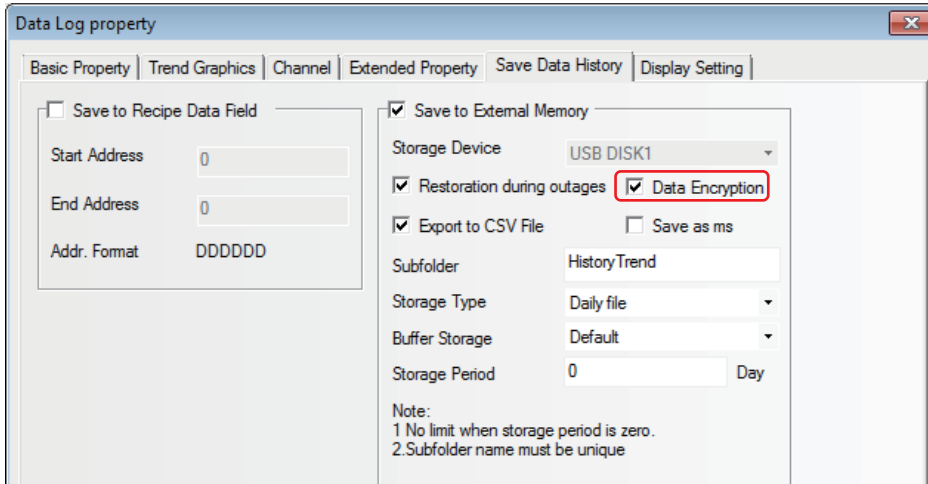 Data Log property
Basic Property
Trend Graphics
Channel
Extended Property
Save Data History
Display Setting
Save to Recipe Data Field
Start Address
0
End Address
0
Addr. Format
DDDDDD
Save to External Memory
Storage Device
USB DISK1
Restoration during outages
Data Encryption
Export to CSV File
Save as ms
Subfolder
HistoryTrend
Storage Type
Daily file
Buffer Storage
Default
Storage Period
0
Day
Note:
1 No limit when storage period is zero.
2.Subfolder name must be unique